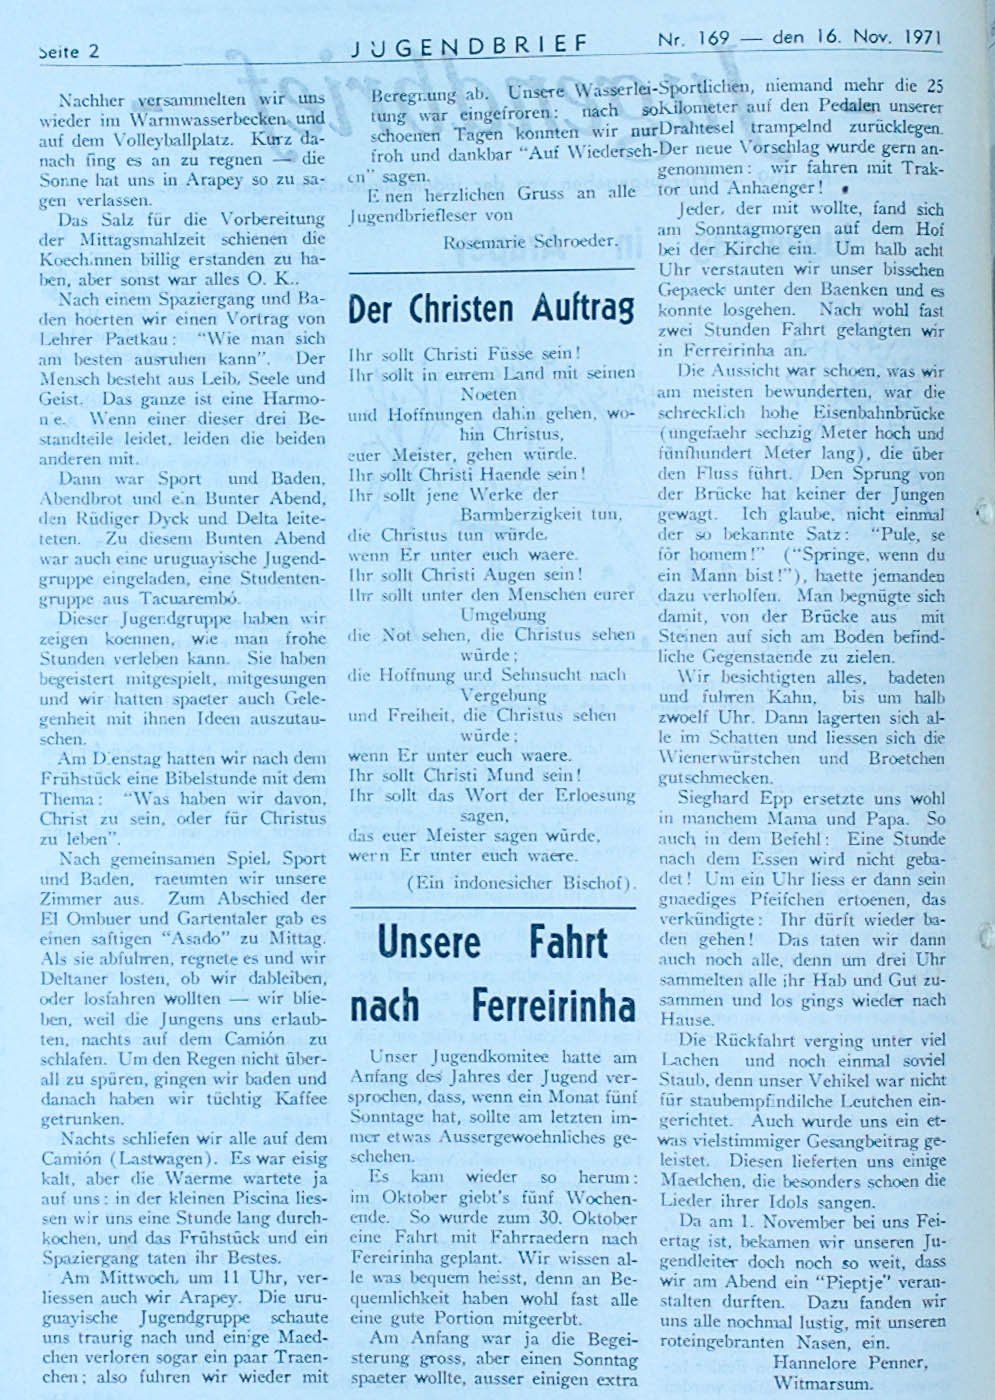 Seite 2
JUGENDBRIEF
Nr. 169 — den 16. Nov. 1971
Nachher versammelten wir uns
wieder im Warmwasserbecken und
auf dem Volleyballplatz. Kurz da-
nach fing es an zu regnen — die
Sonne hat uns in Arapey so zu sa-
gen verlassen.
Das Salz für die Vorbereitung
der Mittagsmahlzeit schienen die
Koechinnen billig erstanden zu ha-
ben, aber sonst war alles O. K..
Nach einem Spaziergang und Ba-
den hoerten wir einen Vortrag von
Lehrer Paetkau: "Wie man sich
am besten ausruhen kann". Der
Mensch besteht aus Leib, Seele und
Geist. Das ganze ist eine Harmo-
n e. Wenn einer dieser drei Be-
standteile leidet, leiden die beiden
anderen mit.
Dann war Sport und Baden,
Abendbrot und ein Bunter Abend,
den Rüdiger Dyck und Delta leite-
teten. Zu diesem Bunten Abend
war auch eine uruguayische Jugend-
gruppe eingeladen, eine Studenten-
gruppe aus Tacuarembó.
Dieser Jugendgruppe haben wir
zeigen koennen, wie man frohe
Stunden verleben kann. Sie haben
begeistert mitgespielt, mitgesungen
und wir hatten spaeter auch Gele-
genheit mit ihnen Ideen auszutau-
schen.
Am Dienstag hatten wir nach dem
Frühstück eine Bibelstunde mit dem
Thema: "Was haben wir davon,
Christ zu sein, oder für Christus
zu leben".
Nach gemeinsamen Spiel, Sport
und Baden, raeumten wir unsere
Zimmer aus. Zum Abschied der
El Ombuer und Gartentaler gab es
einen saftigen "Asado" zu Mittag.
Als sie abfuhren, regnete es und wir
Deltaner losten, ob wir dableiben,
oder losfahren wollten — wir blie-
ben, weil die Jungens uns erlaub-
ten, nachts auf dem Camión zu
schlafen. Um den Regen nicht über-
all zu spüren, gingen wir baden und
danach haben wir tüchtig Kaffee
getrunken.
Nachts schliefen wir alle auf dem
Camión (Lastwagen). Es war eisig
kalt, aber die Waerme wartete ja
auf uns: in der kleinen Piscina lies-
sen wir uns eine Stunde lang durch-
kochen, und das Frühstück und ein
Spaziergang taten ihr Bestes.
Am Mittwoch, um 11 Uhr, ver-
liessen auch wir Arapey. Die uru-
guayische Jugendgruppe schaute
uns traurig nach und einige Maed-
chen verloren sogar ein paar Traen-
chen; also fuhren wir wieder mit
Beregnung ab. Unsere Wasserlei-
tung war eingefroren: nach so
schoenen Tagen konnten wir nur
froh und dankbar "Auf Wiederseh-
en" sagen.
Einen herzlichen Gruss an alle
Jugendbriefleser von
Rosemarie Schroeder.
Der Christen Auftrag
Ihr sollt Christi Füsse sein!
Ihr sollt in eurem Land mit seinen
Noeten
und Hoffnungen dahin gehen, wo-
hin Christus,
euer Meister, gehen würde.
Ihr sollt Christi Haende sein!
Ihr sollt jene Werke der
Barmherzigkeit tun,
die Christus tun würde,
wenn Er unter euch waere.
Ihr sollt Christi Augen sein!
Ihr sollt unter den Menschen eurer
Umgebung
die Not sehen, die Christus sehen
würde;
die Hoffnung und Sehnsucht nach
Vergebung
und Freiheit, die Christus sehen
würde;
wenn Er unter euch waere.
Ihr sollt Christi Mund sein!
Ihr sollt das Wort der Erloesung
sagen,
das euer Meister sagen würde,
wenn Er unter euch waere.
(Ein indonesicher Bischof).
Unsere Fahrt
nach Ferreirinha
Unser Jugendkomitee hatte am
Anfang des Jahres der Jugend ver-
sprochen, dass, wenn ein Monat fünf
Sonntage hat, sollte am letzten im-
mer etwas Aussergewoehnliches ge-
schehen.
Es kam wieder so herum:
im Oktober giebt's fünf Wochen-
ende. So wurde zum 30. Oktober
eine Fahrt mit Fahrraedern nach
Fereirinha geplant. Wir wissen al-
le was bequem heisst, denn an Be-
quemlichkeit haben wohl fast alle
eine gute Portion mitgeerbt.
Am Anfang war ja die Begei-
sterung gross, aber einen Sonntag
spaeter wollte, ausser einigen extra
Sportlichen, niemand mehr die 25
Kilometer auf den Pedalen unserer
Drahtesel trampelnd zurücklegen.
Der neue Vorschlag wurde gern an-
genommen: wir fahren mit Trak-
tor und Anhaenger!
Jeder, der mit wollte, fand sich
am Sonntagmorgen auf dem Hof
bei der Kirche ein. Um halb acht
Uhr verstauten wir unser bisschen
Gepaeck unter den Baenken und es
konnte losgehen. Nach wohl fast
zwei Stunden Fahrt gelangten wir
in Ferreirinha an.
Die Aussicht war schoen, was wir
am meisten bewunderten, war die
schrecklich hohe Eisenbahnbrücke
(ungefaehr sechzig Meter hoch und
fünfhundert Meter lang), die über
den Fluss führt. Den Sprung von
der Brücke hat keiner der Jungen
gewagt. Ich glaube, nicht einmal
der so bekannte Satz: "Pule, se
fôr homem!" ("Springe, wenn du
ein Mann bist!"), haette jemanden
dazu verholfen. Man begnügte sich
damit, von der Brücke aus mit
Steinen auf sich am Boden befind-
liche Gegenstaende zu zielen.
Wir besichtigten alles, badeten
und fuhren Kahn, bis um halb
zwoelf Uhr. Dann lagerten sich al-
le im Schatten und liessen sich die
Wienerwürstchen und Broetchen
gutschmecken.
Sieghard Epp ersetzte uns wohl
in manchem Mama und Papa. So
auch in dem Befehl: Eine Stunde
nach dem Essen wird nicht geba-
det! Um ein Uhr liess er dann sein
gnaediges Pfeifchen ertoenen, das
verkündigte: Ihr dürft wieder ba-
den gehen! Das taten wir dann
auch noch alle, denn um drei Uhr
sammelten alle ihr Hab und Gut zu-
sammen und los gings wieder nach
Hause.
Die Rückfahrt verging unter viel
Lachen und noch einmal soviel
Staub, denn unser Vehikel war nicht
für staubempfindilche Leutchen ein-
gerichtet. Auch wurde uns ein et-
was vielstimmiger Gesangbeitrag ge-
leistet. Diesen lieferten uns einige
Maedchen, die besonders schoen die
Lieder ihrer Idols sangen.
Da am 1. November bei uns Fei-
ertag ist, bekamen wir unseren Ju-
gendleiter doch noch so weit, dass
wir am Abend ein "Pieptje" veran-
stalten durften. Dazu fanden wir
uns alle nochmal lustig, mit unseren
roteingebranten Nasen, ein.
Hannelore Penner,
Witmarsum.